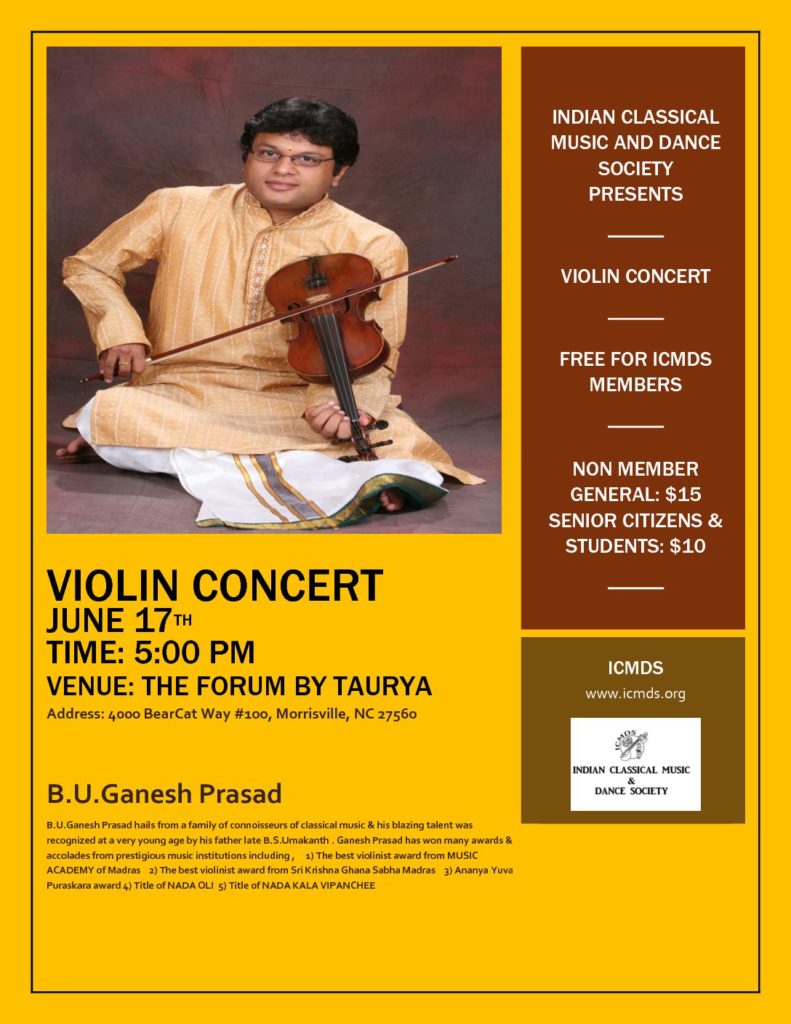 INDIAN CLASSICAL
MUSIC AND DANCE
SOCIETY
PRESENTS
VIOLIN CONCERT
FREE FOR ICMDS
MEMBERS
NON MEMBER
GENERAL: $15
SENIOR CITIZENS &
STUDENTS: $10
VIOLIN CONCERT
JUNE 17TH
TIME: 5:00 PM
VENUE: THE FORUM BY TAURYA
Address: 4000 BearCat Way #100, Morrisville, NC 27560
ICMDS
www.icmds.org
ICMDS
INDIAN CLASSICAL MUSIC
&
DANCE SOCIETY
B.U.Ganesh Prasad
B.U.Ganesh Prasad hails from a family of connoisseurs of classical music & his blazing talent was
recognized at a very young age by his father late B.S.Umakanth . Ganesh Prasad has won many awards &
accolades from prestigious music institutions including , 1) The best violinist award from MUSIC
ACADEMY of Madras 2) The best violinist award from Sri Krishna Ghana Sabha Madras 3) Ananya Yuva
Puraskara award 4) Title of NADA OLI 5) Title of NADA KALA VIPANCHEE